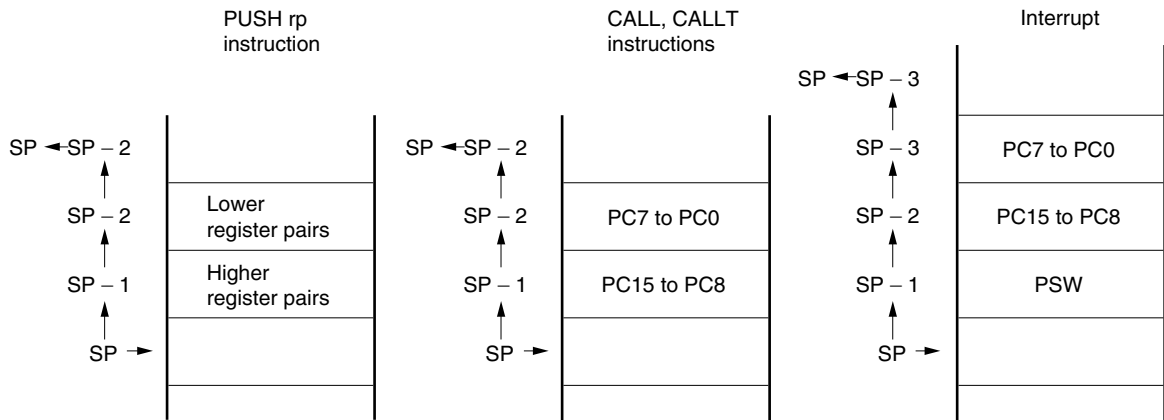 PUSH rp
instruction
SP ← SP – 2
SP – 2
Lower
register pairs
SP – 1
Higher
register pairs
SP →
CALL, CALLT
instructions
SP ← SP – 2
SP – 2
PC7 to PC0
SP – 1
PC15 to PC8
SP →
Interrupt
SP ← SP – 3
SP – 3
PC7 to PC0
SP – 2
PC15 to PC8
SP – 1
PSW
SP →